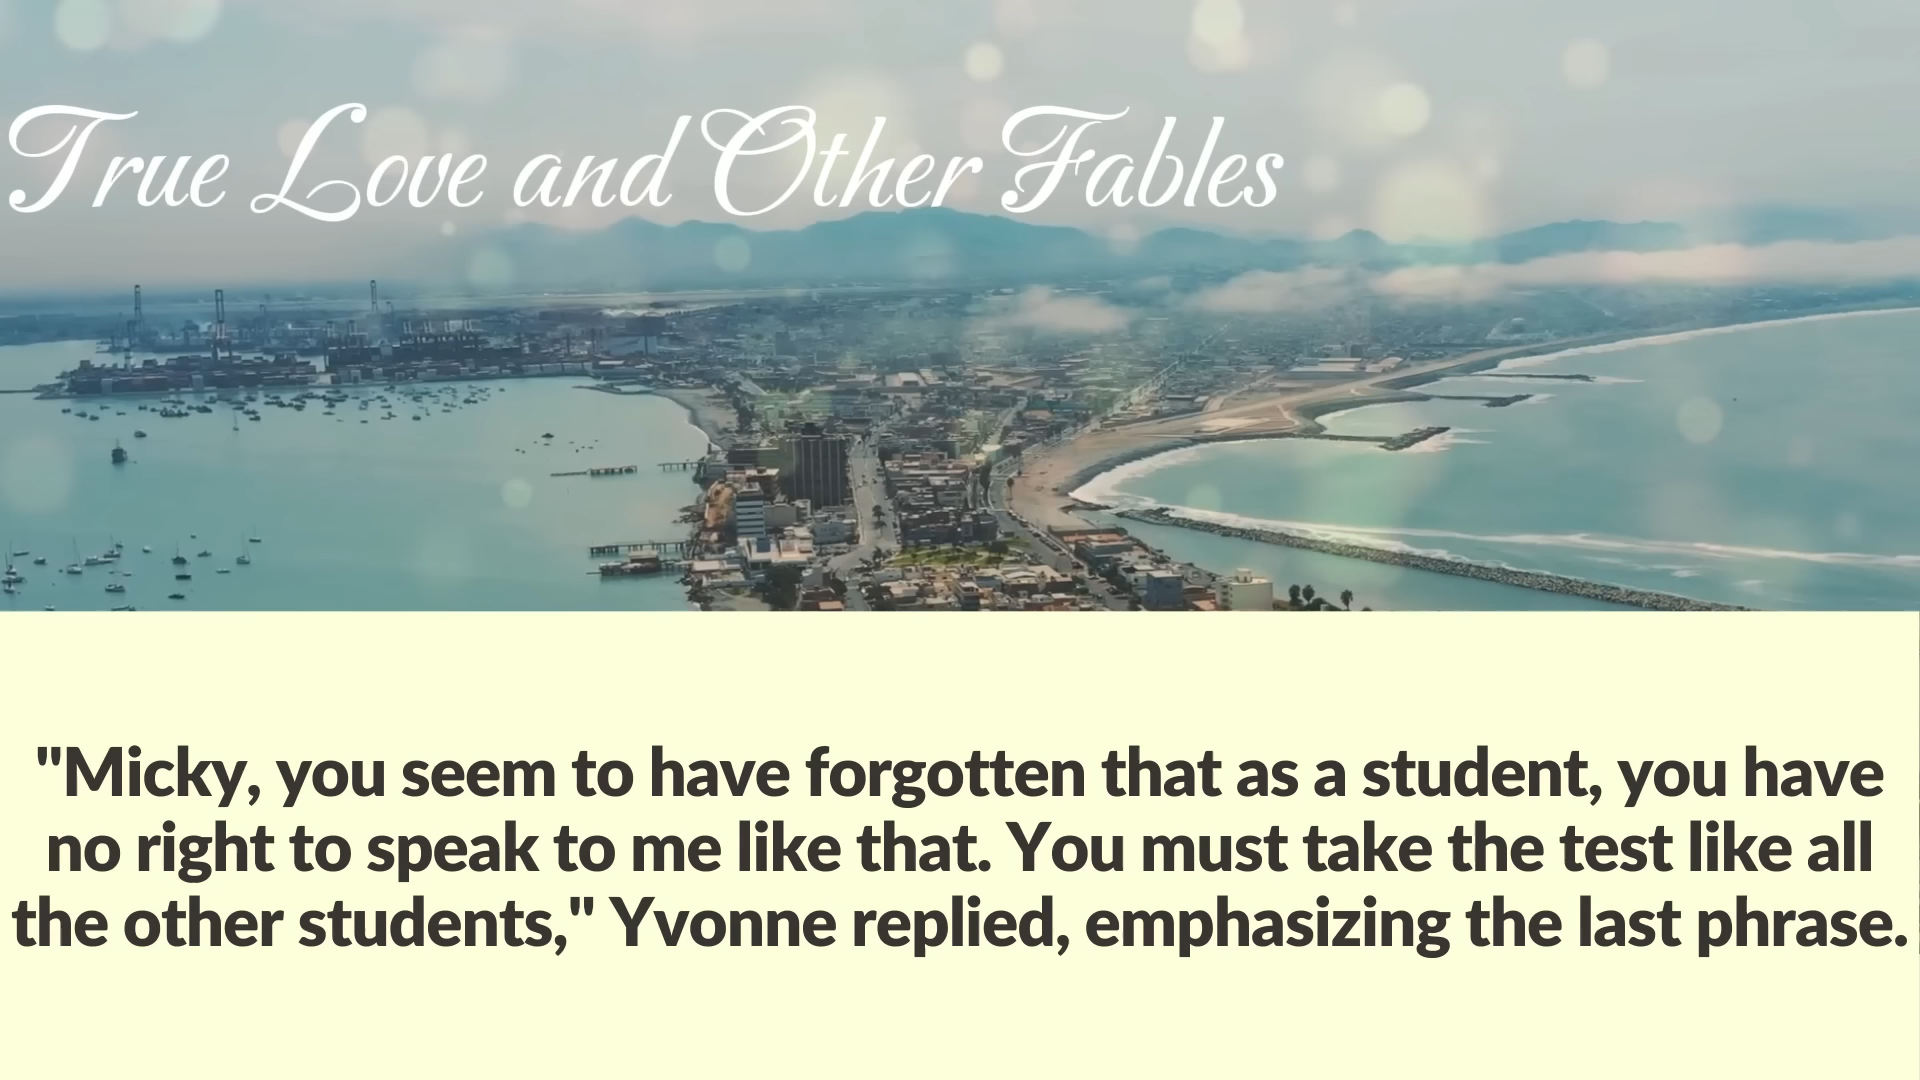 True Love and Other Fables
"Micky, you seem to have forgotten that as a student, you have
no right to speak to me like that. You must take the test like all
the other students," Yvonne replied, emphasizing the last phrase.